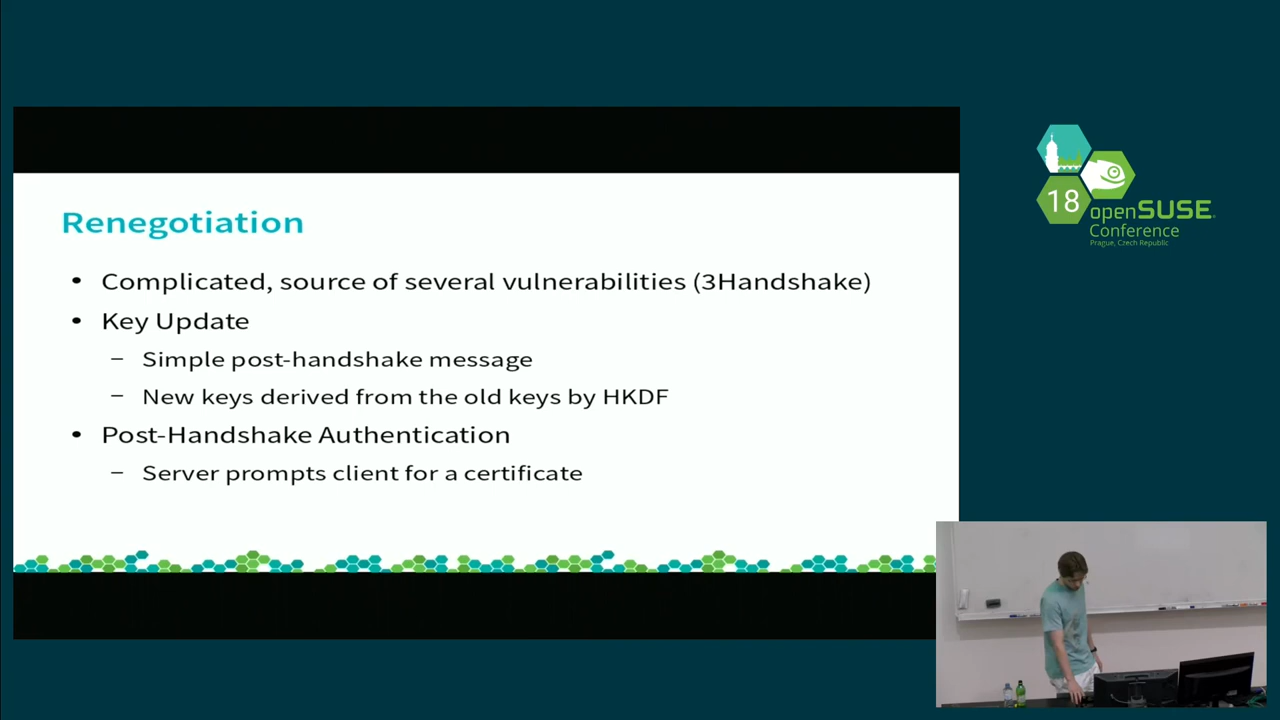 Renegotiation
• Complicated, source of several vulnerabilities (3Handshake)
• Key Update
– Simple post-handshake message
– New keys derived from the old keys by HKDF
• Post-Handshake Authentication
– Server prompts client for a certificate
18
openSUSE
Conference
Prague, Czech Republic